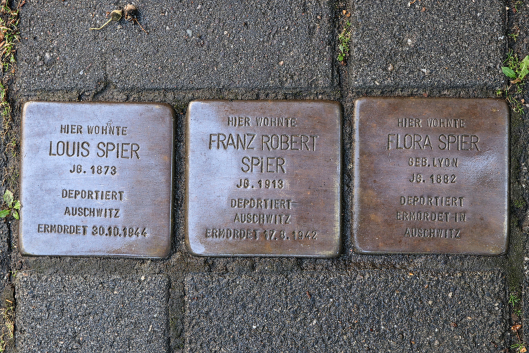 HIER WOHNTE
LOUIS SPIER
JG. 1873
DEPORTIERT
AUSCHWITZ
ERMORDET 30.10.1944
HIER WOHNTE
FRANZ ROBERT
SPIER
JG. 1913
DEPORTIERT
AUSCHWITZ
ERMORDET 17.8.1942
HIER WOHNTE
FLORA SPIER
GEB. LYON
JG. 1882
DEPORTIERT
ERMORDET IN
AUSCHWITZ